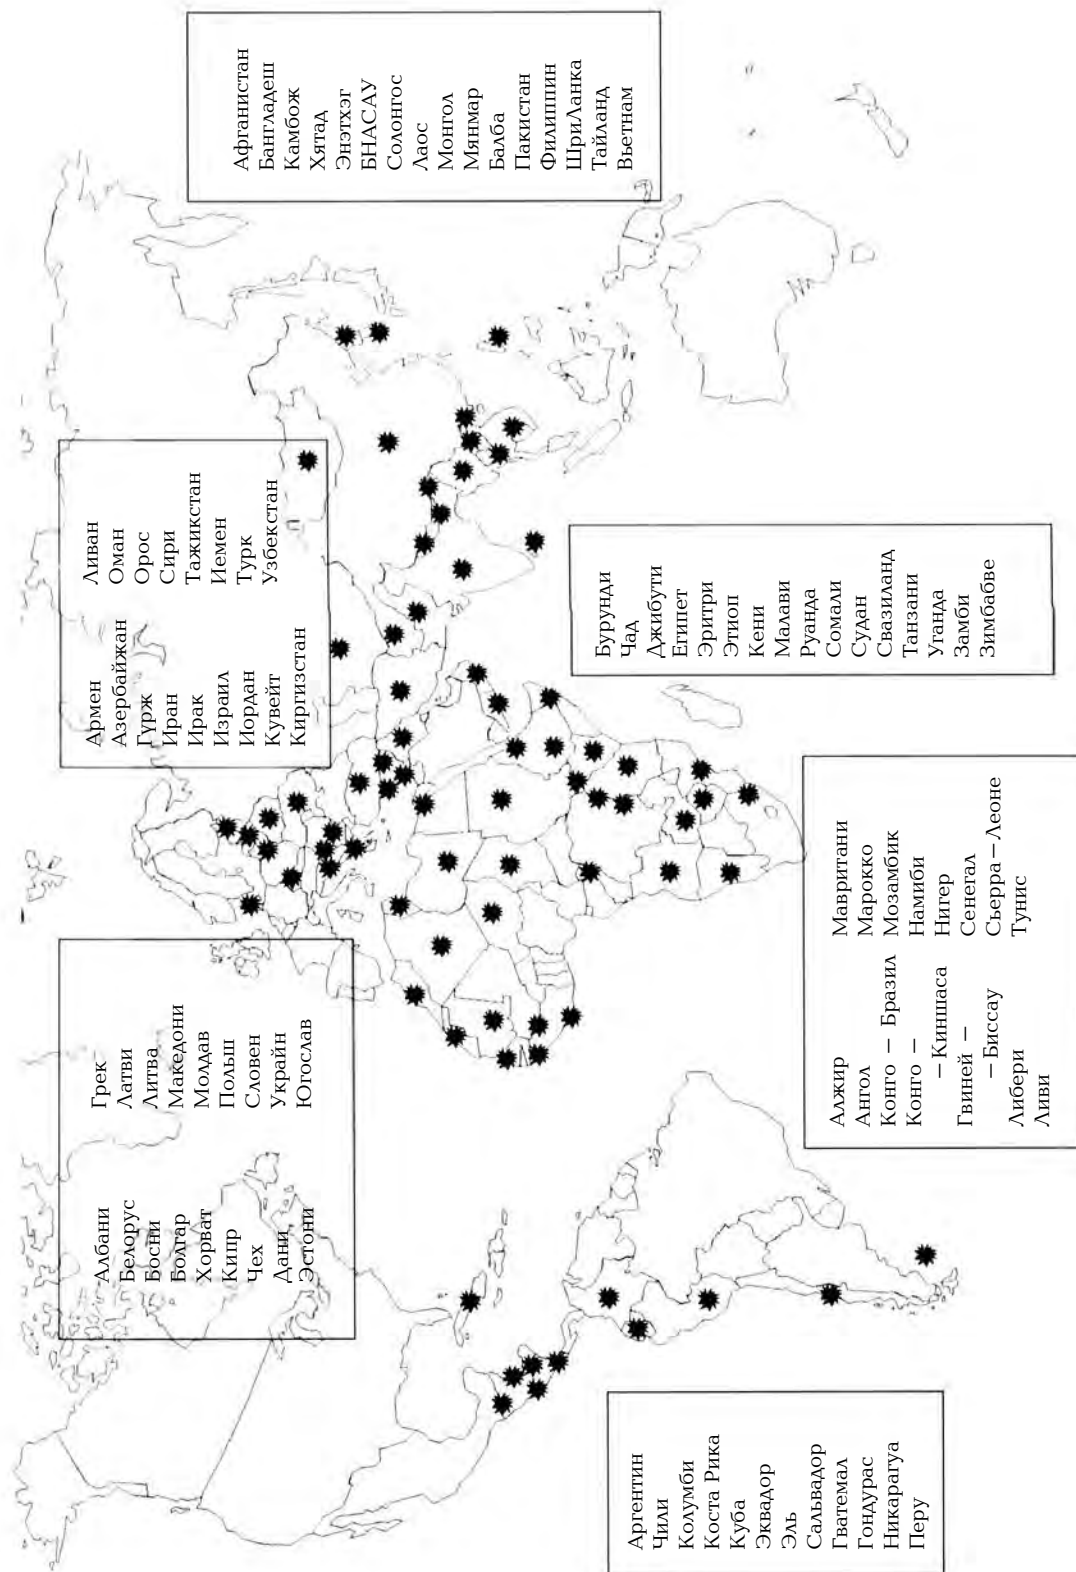 Аргентин
Чили
Колумби
Коста Рика
Куба
Эквадор
Эль
Сальвадор
Гватемал
Гондурас
Никарагуа
Перу
Албани
Белорус
Босни
Болгар
Хорват
Кипр
Чех
Дани
Эстони
Грек
Латви
Литва
Македони
Молдав
Польш
Словен
Украйн
Югослав
Алжир
Ангол
Конго – Бразил
Конго –
– Киншаса
Гвиней –
– Биссау
Либери
Ливи
Мавритани
Марокко
Мозамбик
Намиби
Нигер
Сенегал
Сьерра – Леоне
Тунис
Армен
Азербайжан
Гүрж
Иран
Ирак
Израил
Иордан
Кувейт
Киргизстан
Ливан
Оман
Орос
Сири
Тажикстан
Иемен
Турк
Узбекстан
Бурунди
Чад
Джибути
Египет
Эритри
Этиоп
Кени
Малави
Руанда
Сомали
Судан
Свазиланд
Танзани
Уганда
Замби
Зимбабве
Афганистан
Бангладеш
Камбож
Хятад
Энэтхэг
БНАСАУ
Солонгос
Лаос
Монгол
Мянмар
Балба
Пакистан
Филиппин
ШриЛанка
Тайланд
Вьетнам